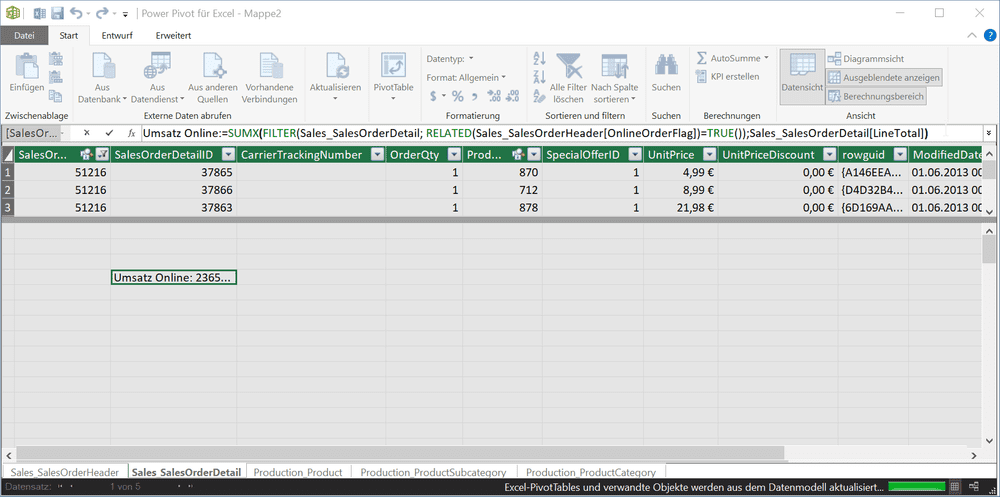 Power Pivot für Excel - Mappe2
Datei Start Entwurf Erweitert
Einfügen
Zwischenablage
Aus Datenbank
Aus Datendienst
Aus anderen Quellen
Vorhandene Verbindungen
Externe Daten abrufen
Aktualisieren
PivotTable
Datentyp:
Format: Allgemein
$ % , ,00 ,00
Formatierung
Alle Filter löschen
Nach Spalte sortieren
Sortieren und filtern
Suchen
Suchen
AutoSumme
KPI erstellen
Berechnungen
Datensicht
Diagrammsicht
Ausgeblendete anzeigen
Berechnungsbereich
Ansicht
[SalesOr... fx Umsatz Online:=SUMX(FILTER(Sales_SalesOrderDetail; RELATED(Sales_SalesOrderHeader[OnlineOrderFlag])=TRUE());Sales_SalesOrderDetail[LineTotal])
SalesO... SalesOrderDetailID CarrierTrackingNumber OrderQty Prod... SpecialOfferID UnitPrice UnitPriceDiscount rowguid ModifiedDate
1 51216 37865 1 870 1 4,99 € 0,00 € {A146EEA... 01.06.2013 00
2 51216 37866 1 712 1 8,99 € 0,00 € {D4D32B4... 01.06.2013 00
3 51216 37863 1 878 1 21,98 € 0,00 € {6D169AA... 01.06.2013 00
Umsatz Online: 2365...
Sales_SalesOrderHeader Sales_SalesOrderDetail Production_Product Production_ProductSubcategory Production_ProductCategory
Datensatz: 1 von 5 Excel-PivotTables und verwandte Objekte werden aus dem Datenmodell aktualisiert...